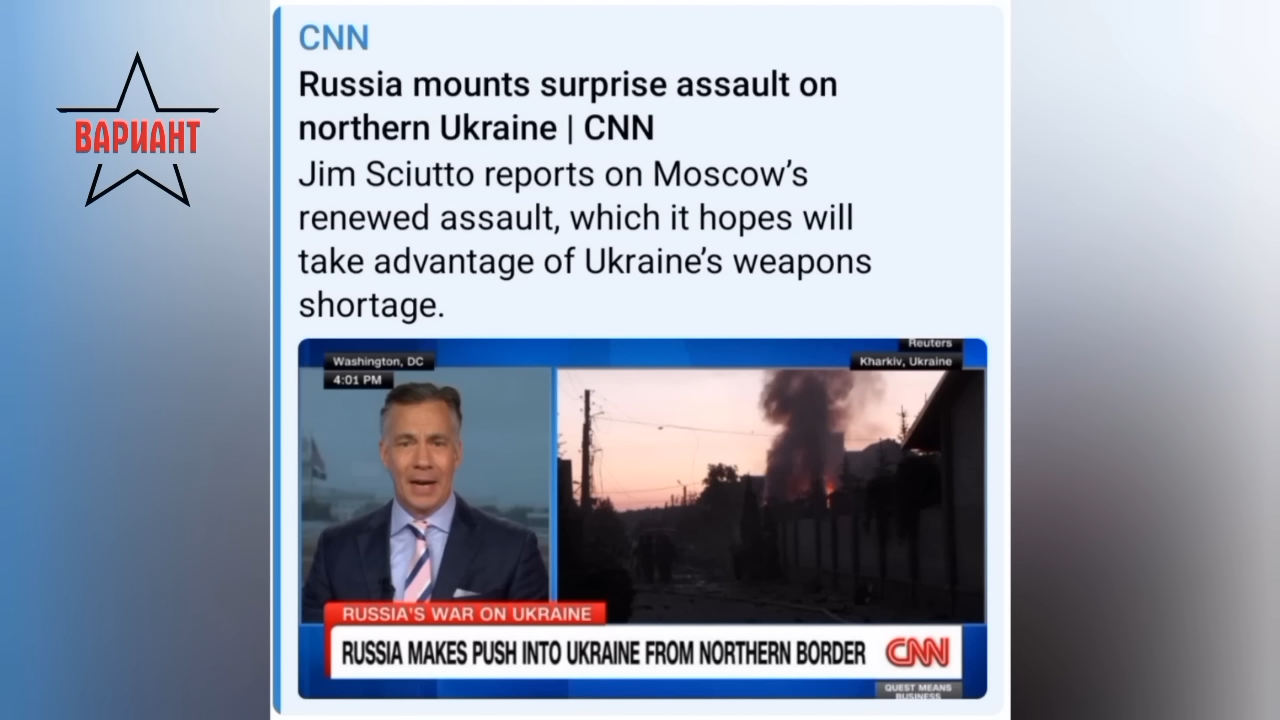 ВАРИАНТ
CNN
Russia mounts surprise assault on
northern Ukraine | CNN
Jim Sciutto reports on Moscow’s
renewed assault, which it hopes will
take advantage of Ukraine’s weapons
shortage.
Washington, DC
4:01 PM
Reuters
Kharkiv, Ukraine
RUSSIA'S WAR ON UKRAINE
RUSSIA MAKES PUSH INTO UKRAINE FROM NORTHERN BORDER
CNN
QUEST MEANS
BUSINESS